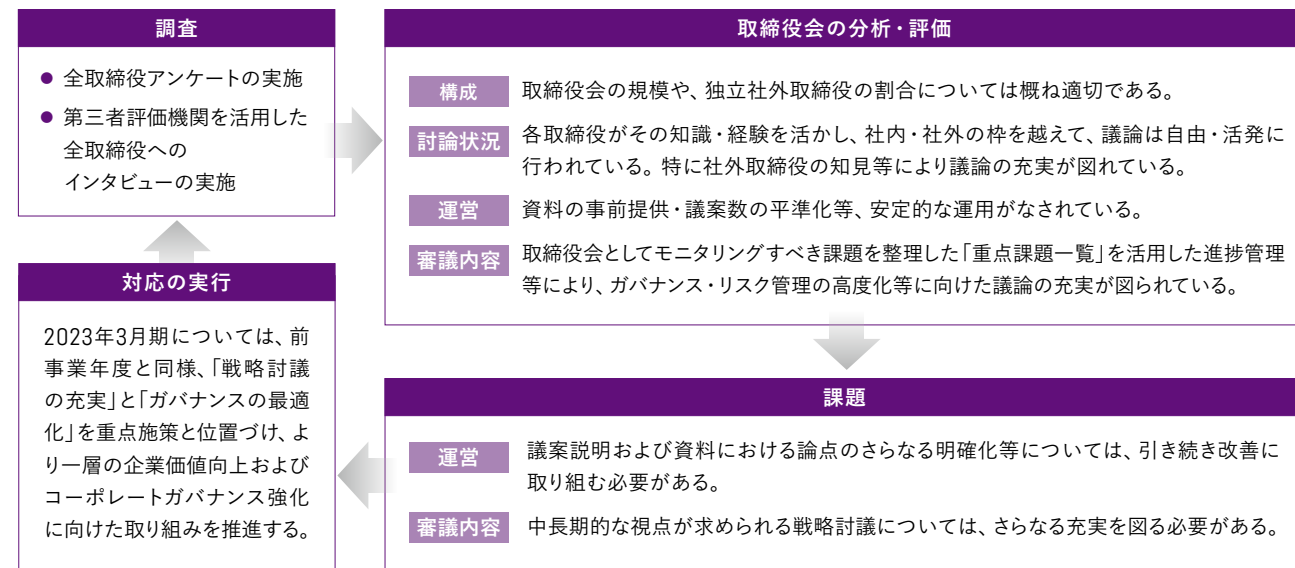 調査
● 全取締役アンケートの実施
● 第三者評価機関を活用した
全取締役への
インタビューの実施
取締役会の分析・評価
構成 取締役会の規模や、独立社外取締役の割合については概ね適切である。
討論状況 各取締役がその知識・経験を活かし、社内・社外の枠を越えて、議論は自由・活発に
行われている。特に社外取締役の知見等により議論の充実が図れている。
運営 資料の事前提供・議案数の平準化等、安定的な運用がなされている。
審議内容 取締役会としてモニタリングすべき課題を整理した「重点課題一覧」を活用した進捗管理
等により、ガバナンス・リスク管理の高度化等に向けた議論の充実が図られている。
課題
運営 議案説明および資料における論点のさらなる明確化等については、引き続き改善に
取り組む必要がある。
審議内容 中長期的な視点が求められる戦略討議については、さらなる充実を図る必要がある。
対応の実行
2023年3月期については、前
事業年度と同様、「戦略討議
の充実」と「ガバナンスの最適
化」を重点施策と位置づけ、よ
り一層の企業価値向上および
コーポレートガバナンス強化
に向けた取り組みを推進する。